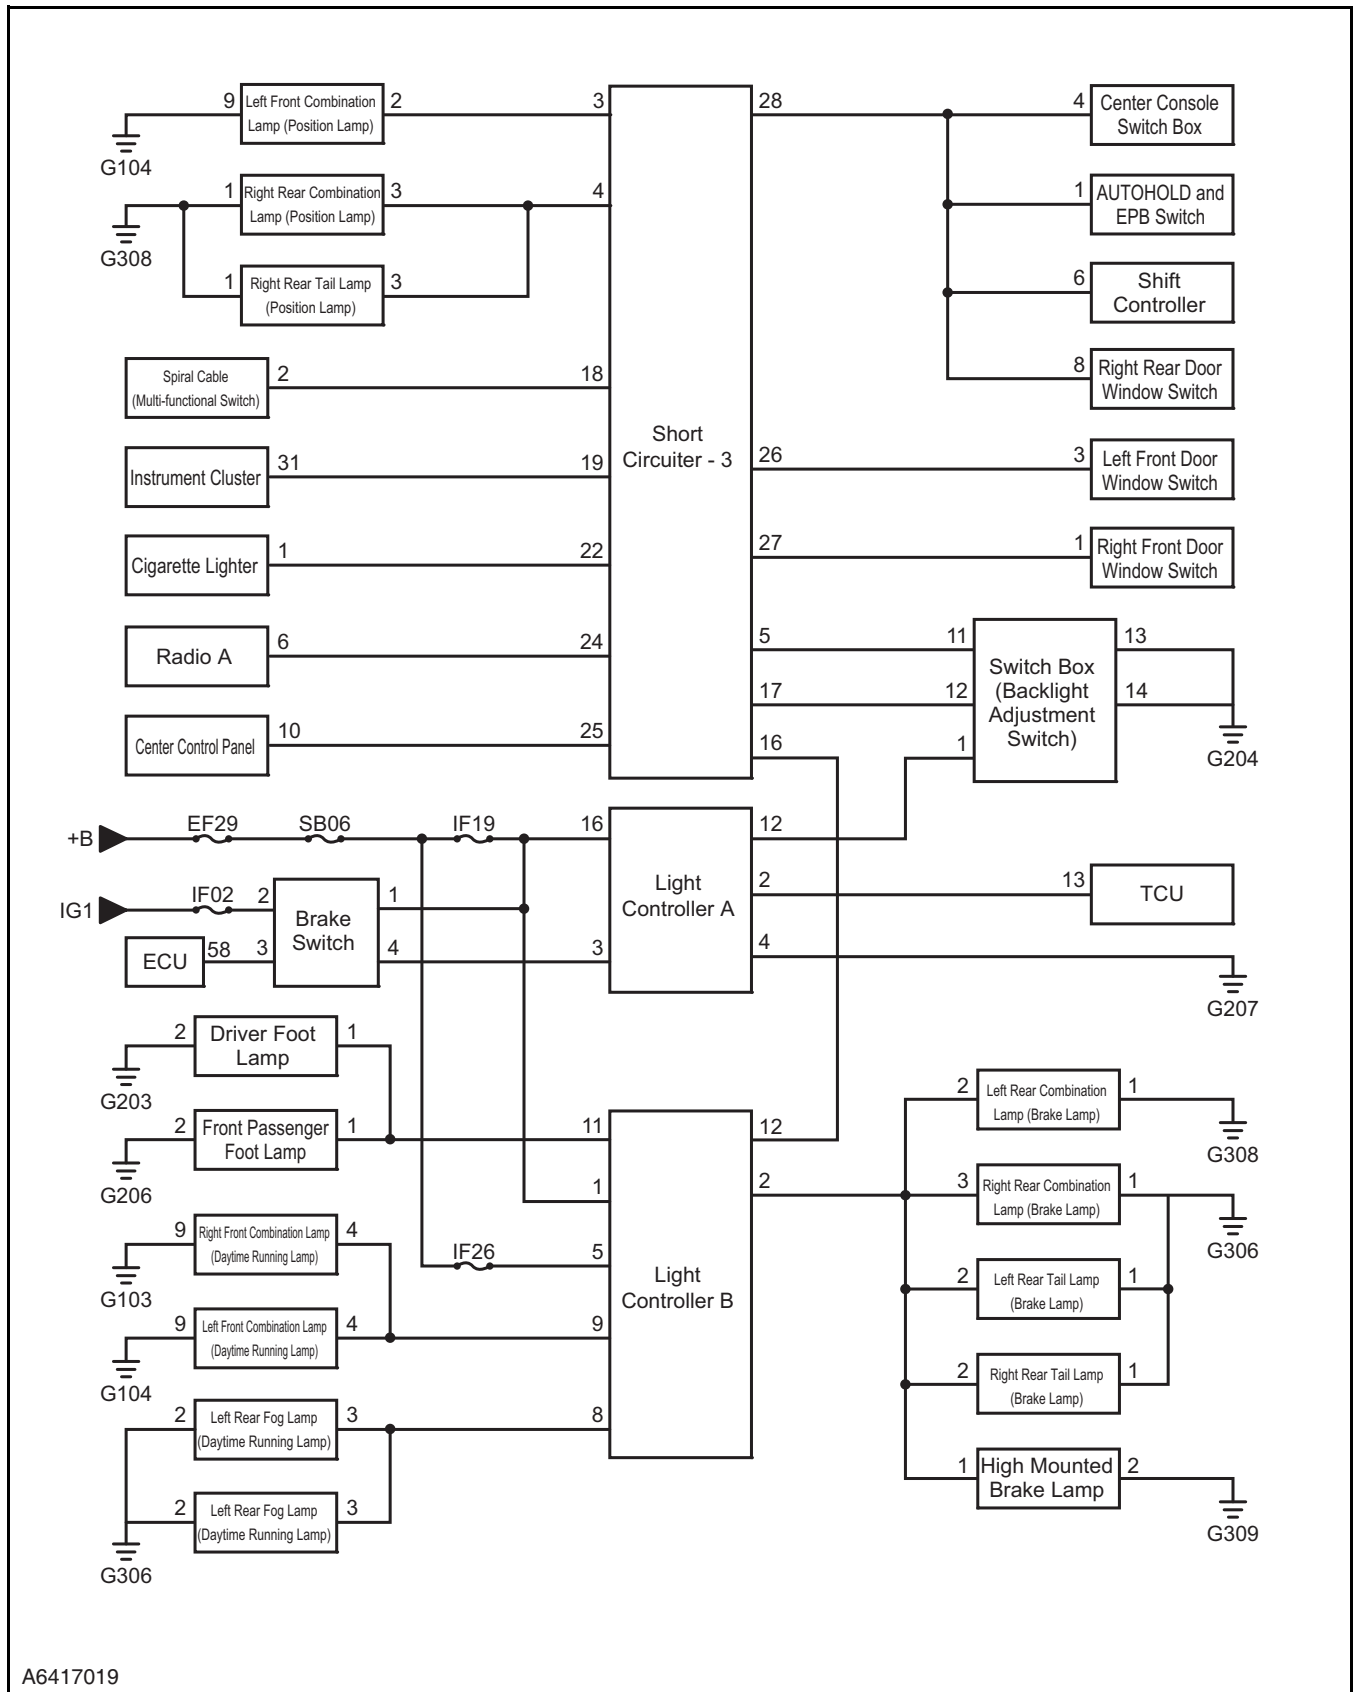 9 Left Front Combination Lamp (Position Lamp) 2 3
G104
1 Right Rear Combination Lamp (Position Lamp) 3 4
G308
1 Right Rear Tail Lamp (Position Lamp) 3
Spiral Cable (Multi-functional Switch) 2 18
Instrument Cluster 31 19
Cigarette Lighter 1 22
Radio A 6 24
Center Control Panel 10 25
Short Circuiter - 3
28 4 Center Console Switch Box
1 AUTOHOLD and EPB Switch
6 Shift Controller
8 Right Rear Door Window Switch
26 3 Left Front Door Window Switch
27 1 Right Front Door Window Switch
5 11
17 12
16 1
Switch Box (Backlight Adjustment Switch)
13
14
G204
+B EF29 SB06 IF19 16
IG1 IF02 2 Brake Switch 1
ECU 58 3 4 3
Light Controller A
12
2 13 TCU
4
G207
2 Driver Foot Lamp 1
G203
2 Front Passenger Foot Lamp 1 11
G206
1
9 Right Front Combination Lamp (Daytime Running Lamp) 4
G103
IF26 5
9 Left Front Combination Lamp (Daytime Running Lamp) 4 9
G104
2 Left Rear Fog Lamp (Daytime Running Lamp) 3 8
2 Left Rear Fog Lamp (Daytime Running Lamp) 3
G306
Light Controller B
12
2
2 Left Rear Combination Lamp (Brake Lamp) 1
G308
3 Right Rear Combination Lamp (Brake Lamp) 1
G306
2 Left Rear Tail Lamp (Brake Lamp) 1
2 Right Rear Tail Lamp (Brake Lamp) 1
1 High Mounted Brake Lamp 2
G309
A6417019